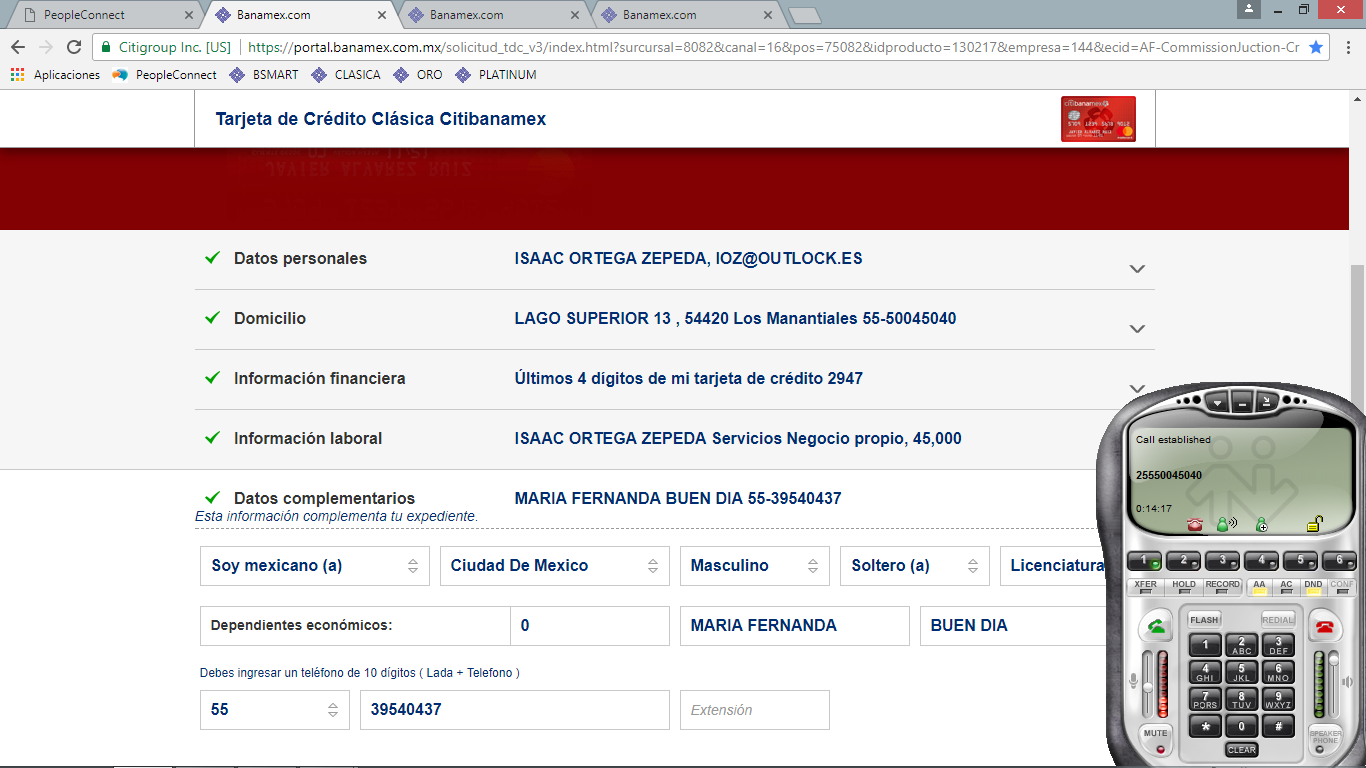 PeopleConnect
Banamex.com
Banamex.com
Banamex.com
Citigroup Inc. [US]
https://portal.banamex.com.mx/solicitud_tdc_v3/index.html?surcursal=8082&canal=16&pos=75082&idproducto=130217&empresa=144&ecid=AF-CommissionJuction-Cr
Aplicaciones
PeopleConnect
BSMART
CLASICA
ORO
PLATINUM
Tarjeta de Crédito Clásica Citibanamex
citibanamex
JAVIER ALVAREZ RUIZ
Datos personales
ISAAC ORTEGA ZEPEDA, IOZ@OUTLOCK.ES
Domicilio
LAGO SUPERIOR 13 , 54420 Los Manantiales 55-50045040
Información financiera
Últimos 4 dígitos de mi tarjeta de crédito 2947
Información laboral
ISAAC ORTEGA ZEPEDA Servicios Negocio propio, 45,000
Datos complementarios
MARIA FERNANDA BUEN DIA 55-39540437
Esta información complementa tu expediente.
Soy mexicano (a)
Ciudad De Mexico
Masculino
Soltero (a)
Licenciatura
Dependientes económicos:
0
MARIA FERNANDA
BUEN DIA
Debes ingresar un teléfono de 10 dígitos ( Lada + Telefono )
55
39540437
Extensión
Call established
25550045040
0:14:17
1 2 3 4 5 6
XFER HOLD RECORD AA AC DND CONF
FLASH
REDIAL
1
2 ABC
3 DEF
4 GHI
5 JKL
6 MNO
7 PQRS
8 TUV
9 WXYZ
* 0 #
MUTE
CLEAR
SPEAKER PHONE